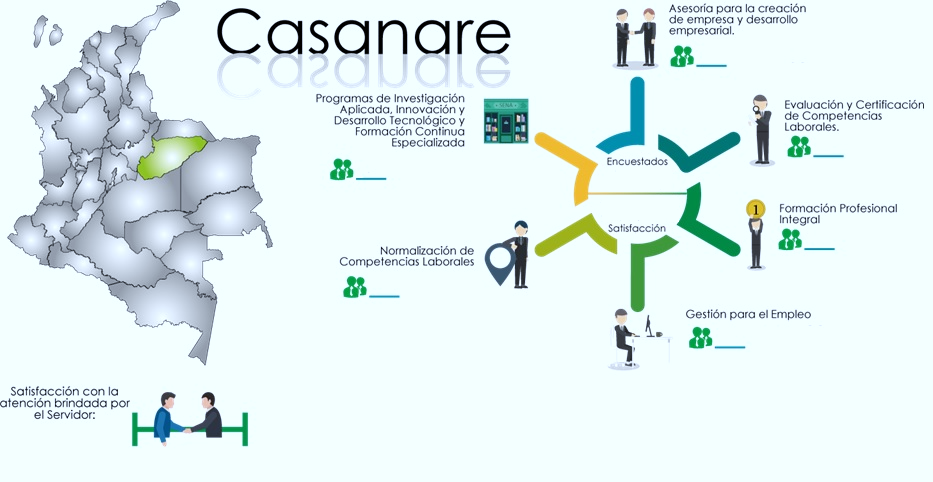 Casanare
Asesoría para la creación
de empresa y desarrollo
empresarial.
Programas de Investigación
Aplicada, Innovación y
Desarrollo Tecnológico y
Formación Continua
Especializada
Evaluación y Certificación
de Competencias
Laborales.
Encuestados
Satisfacción
1
Formación Profesional
Integral
Normalización de
Competencias Laborales
Gestión para el Empleo
Satisfacción con la
atención brindada por
el Servidor: